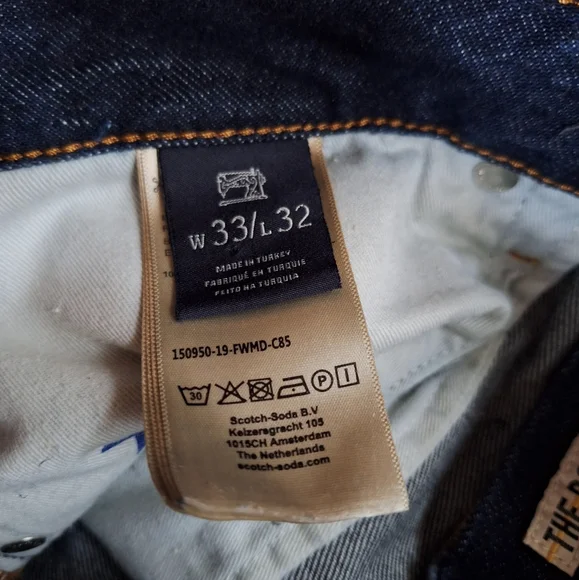 W 33/L 32
MADE IN TURKEY
FABRIQUÉ EN TURQUIE
FEITO NA TURQUIA
150950-19-FWMD-C85
30
P
Scotch-Soda B.V
Keizersgracht 105
1015CH Amsterdam
The Netherlands
scotch-soda.com
THE